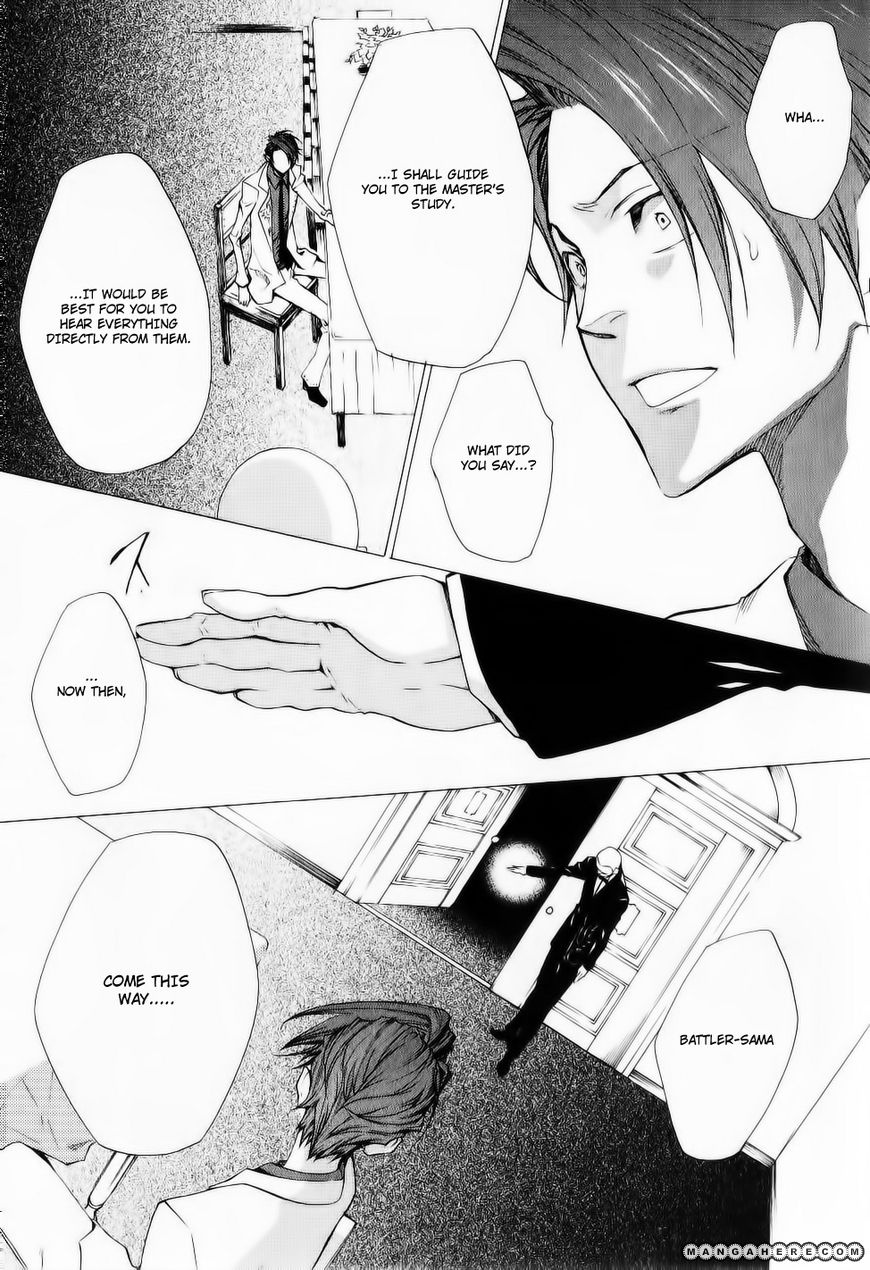 WHA...
WHAT DID
YOU SAY...?
...I SHALL GUIDE
YOU TO THE MASTER'S
STUDY.
...IT WOULD BE
BEST FOR YOU TO
HEAR EVERYTHING
DIRECTLY FROM THEM.
ス
...
NOW THEN,
BATTLER-SAMA
COME THIS
WAY.....
MANGAHERE.COM